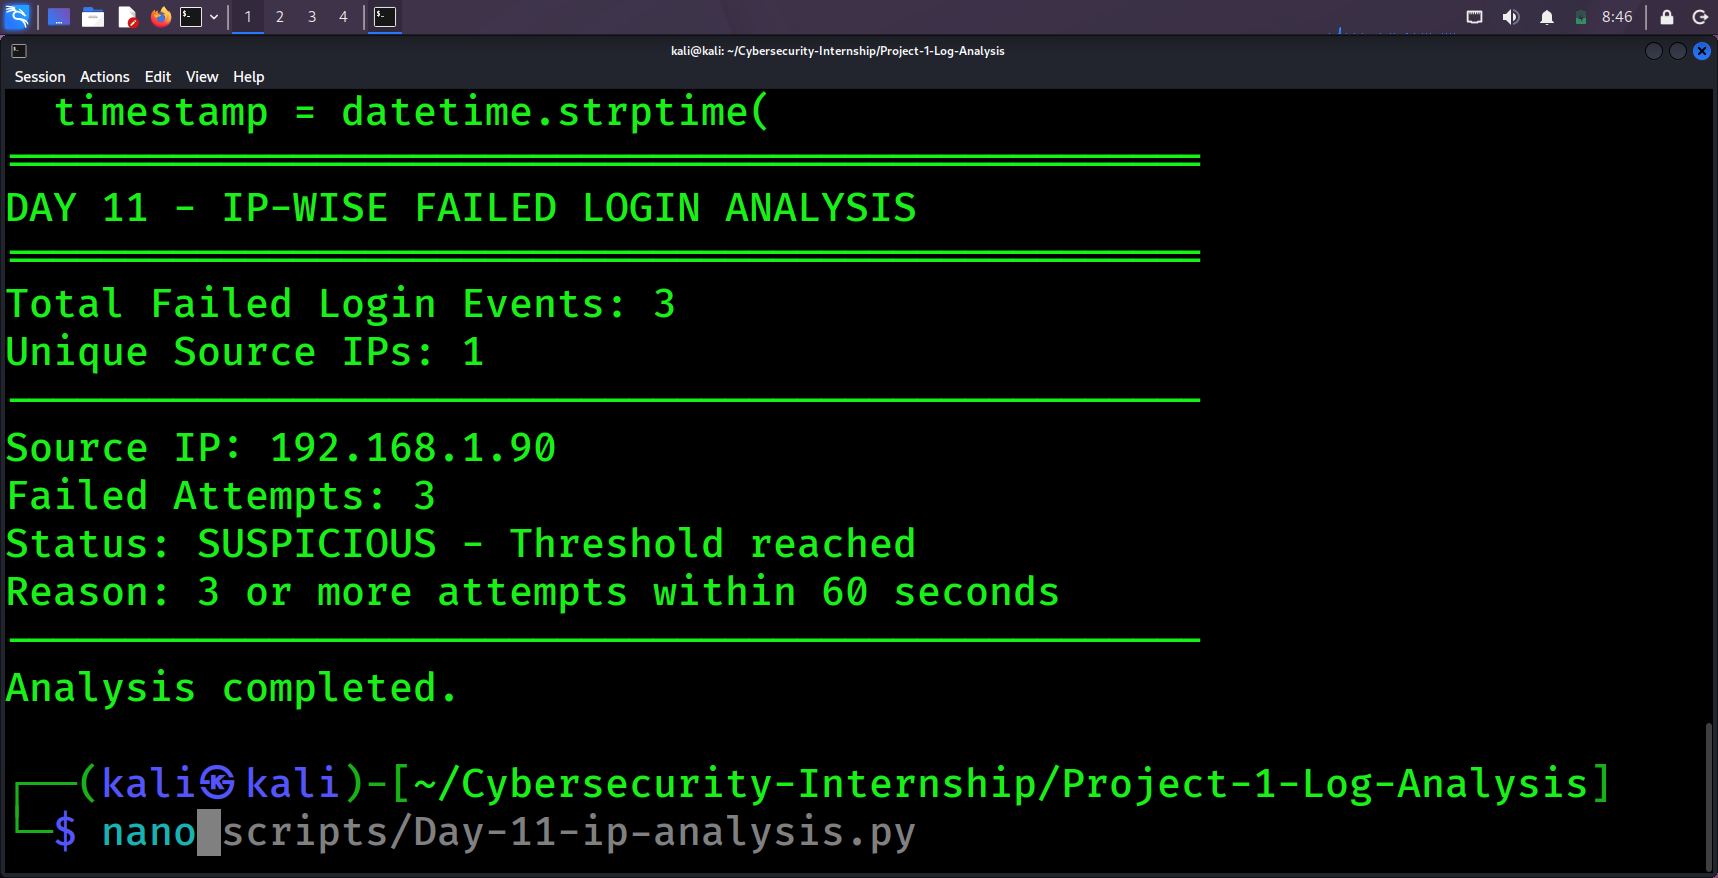 1 2 3 4
8:46
kali@kali: ~/Cybersecurity-Internship/Project-1-Log-Analysis
Session Actions Edit View Help
timestamp = datetime.strptime(
==================================================
DAY 11 - IP-WISE FAILED LOGIN ANALYSIS
==================================================
Total Failed Login Events: 3
Unique Source IPs: 1
--------------------------------------------------
Source IP: 192.168.1.90
Failed Attempts: 3
Status: SUSPICIOUS - Threshold reached
Reason: 3 or more attempts within 60 seconds
--------------------------------------------------
Analysis completed.
┌──(kali㉿kali)-[~/Cybersecurity-Internship/Project-1-Log-Analysis]
└─$ nano scripts/Day-11-ip-analysis.py